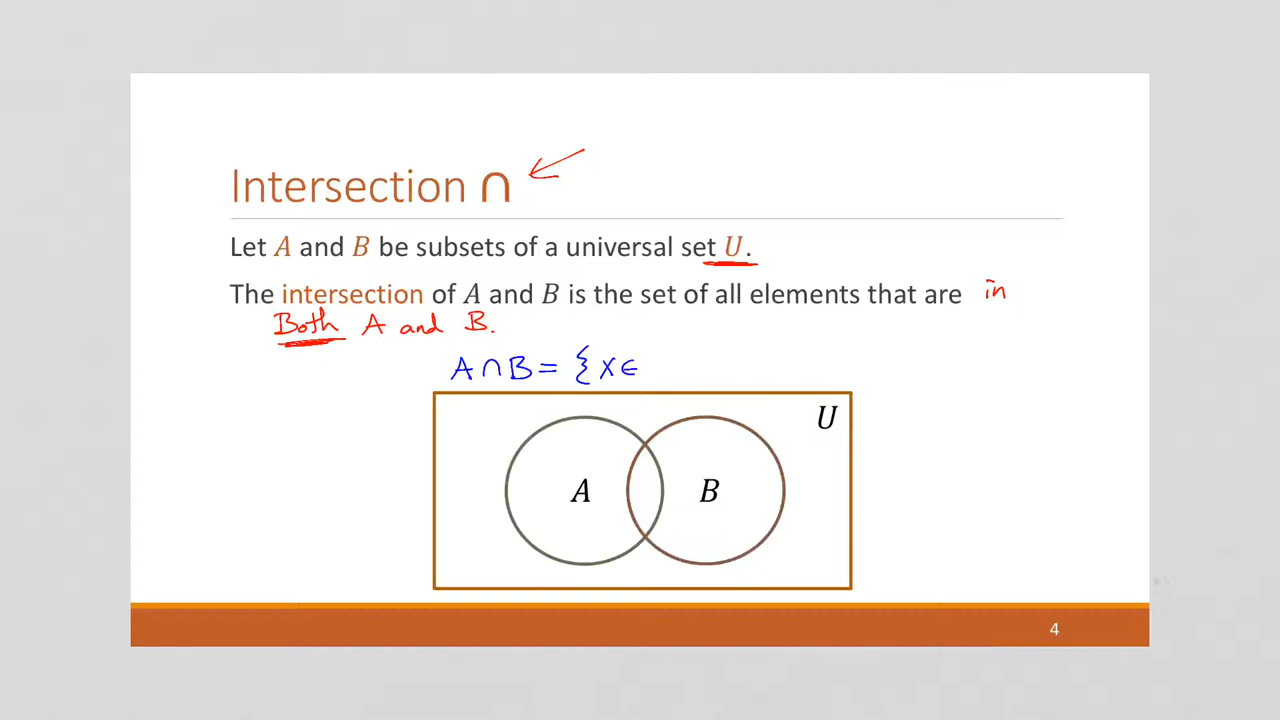 Intersection ∩
Let A and B be subsets of a universal set U.
The intersection of A and B is the set of all elements that are in
Both A and B.
A∩B = {x∈
U
A B
4